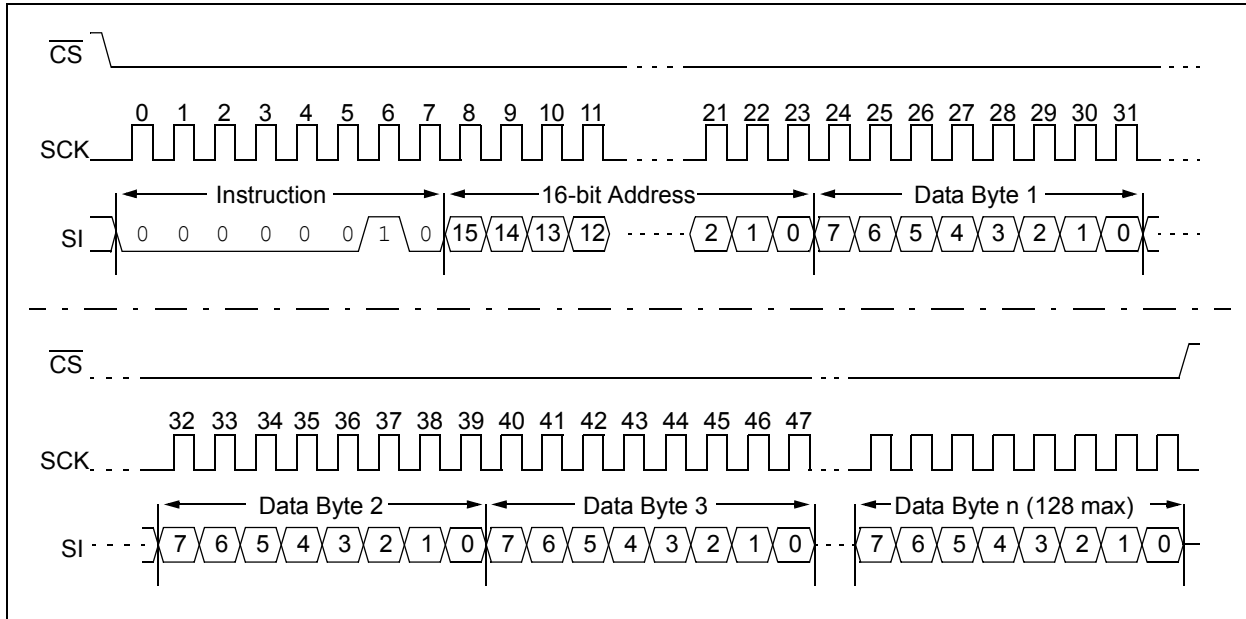 CS
0 1 2 3 4 5 6 7 8 9 10 11 21 22 23 24 25 26 27 28 29 30 31
SCK
Instruction 16-bit Address Data Byte 1
SI 0 0 0 0 0 0 1 0 15 14 13 12 2 1 0 7 6 5 4 3 2 1 0
CS
32 33 34 35 36 37 38 39 40 41 42 43 44 45 46 47
SCK
Data Byte 2 Data Byte 3 Data Byte n (128 max)
SI 7 6 5 4 3 2 1 0 7 6 5 4 3 2 1 0 7 6 5 4 3 2 1 0